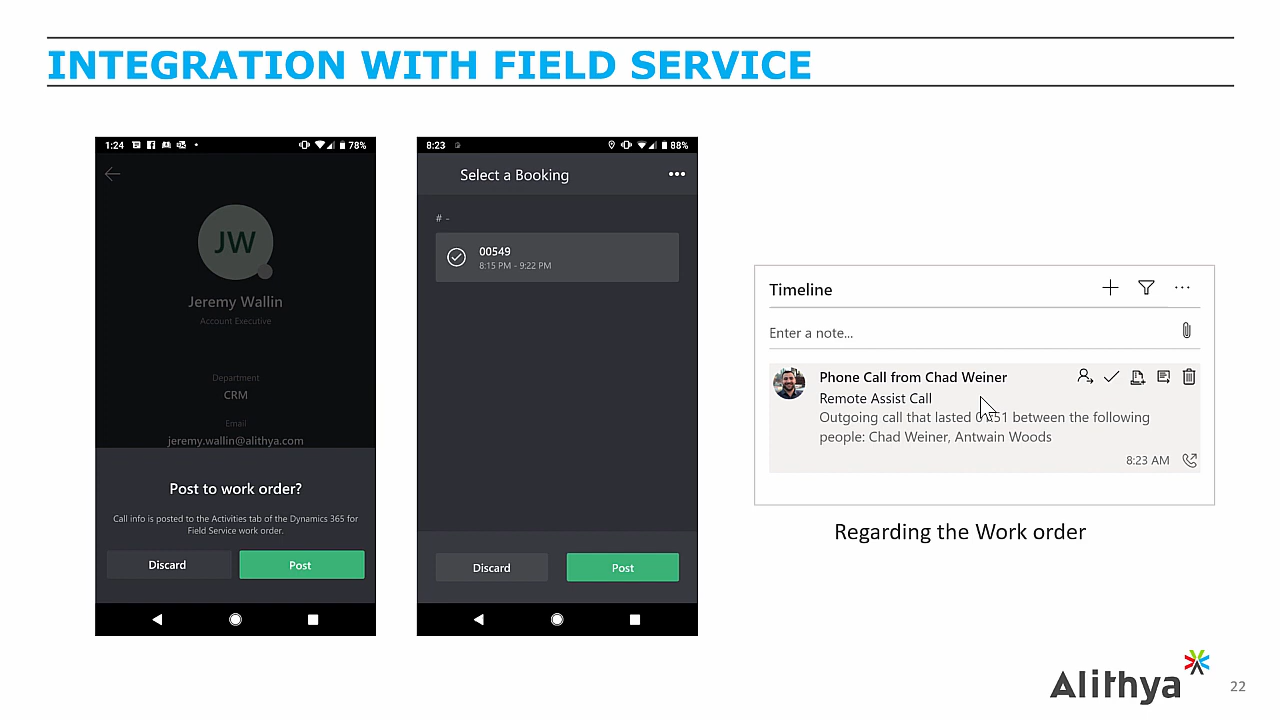 INTEGRATION WITH FIELD SERVICE
1:24
78%
JW
Jeremy Wallin
Account Executive
Department
CRM
Email
jeremy.wallin@alithya.com
Post to work order?
Call info is posted to the Activities tab of the Dynamics 365 for
Field Service work order.
Discard
Post
8:23
88%
Select a Booking
# -
00549
8:15 PM - 9:22 PM
Discard
Post
Timeline
Enter a note...
Phone Call from Chad Weiner
Remote Assist Call
Outgoing call that lasted between the following
people: Chad Weiner, Antwain Woods
8:23 AM
Regarding the Work order
Alithya
22